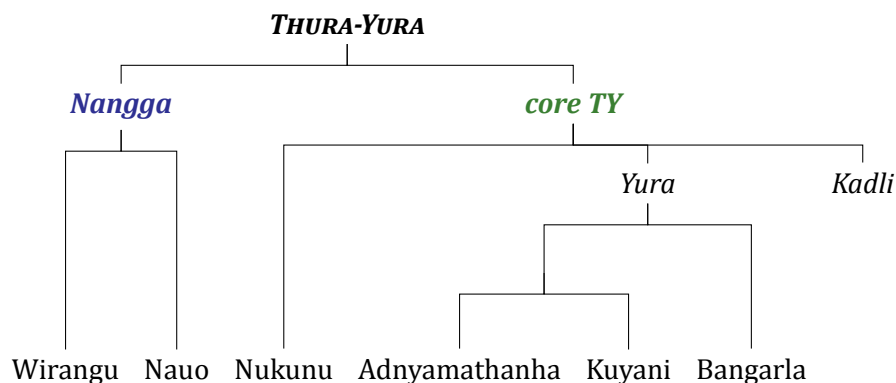 THURA-YURA
Nangga core TY
Yura Kadli
Wirangu Nauo Nukunu Adnyamathanha Kuyani Bangarla